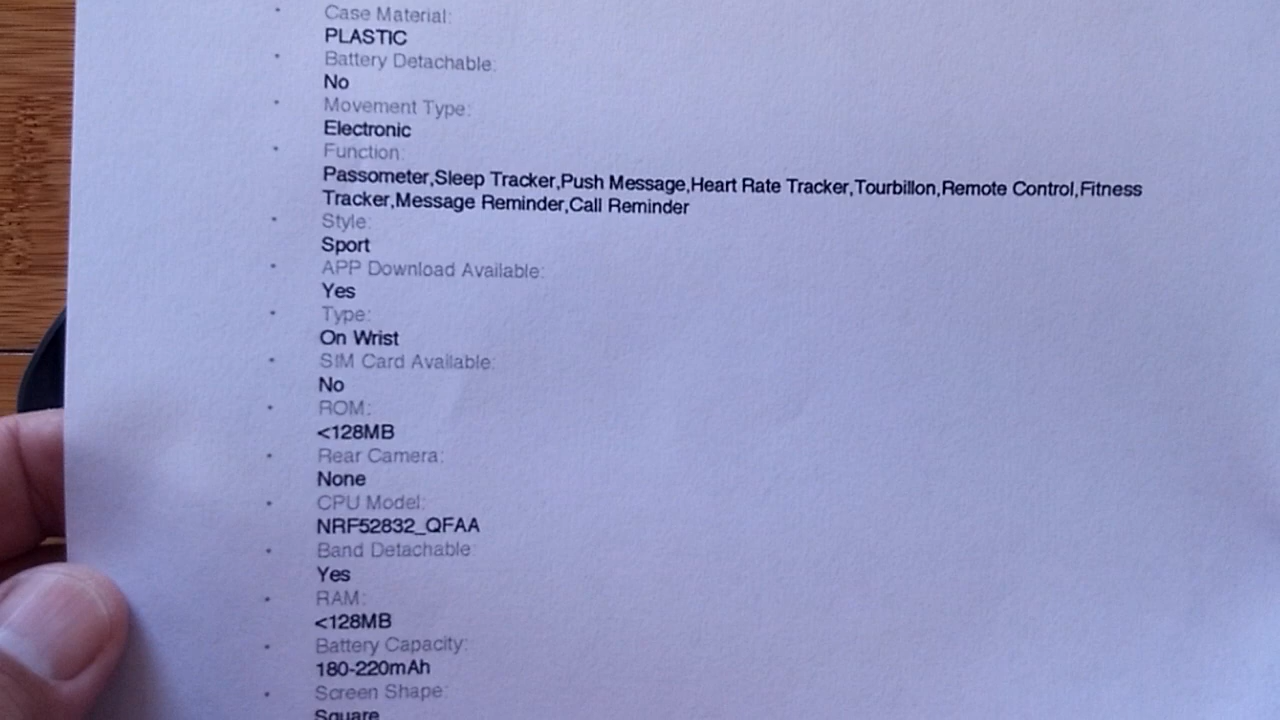 Case Material:
PLASTIC
Battery Detachable:
No
Movement Type:
Electronic
Function:
Passometer,Sleep Tracker,Push Message,Heart Rate Tracker,Tourbillon,Remote Control,Fitness
Tracker,Message Reminder,Call Reminder
Style:
Sport
APP Download Available:
Yes
Type:
On Wrist
SIM Card Available:
No
ROM:
<128MB
Rear Camera:
None
CPU Model:
NRF52832_QFAA
Band Detachable:
Yes
RAM:
<128MB
Battery Capacity:
180-220mAh
Screen Shape:
Square